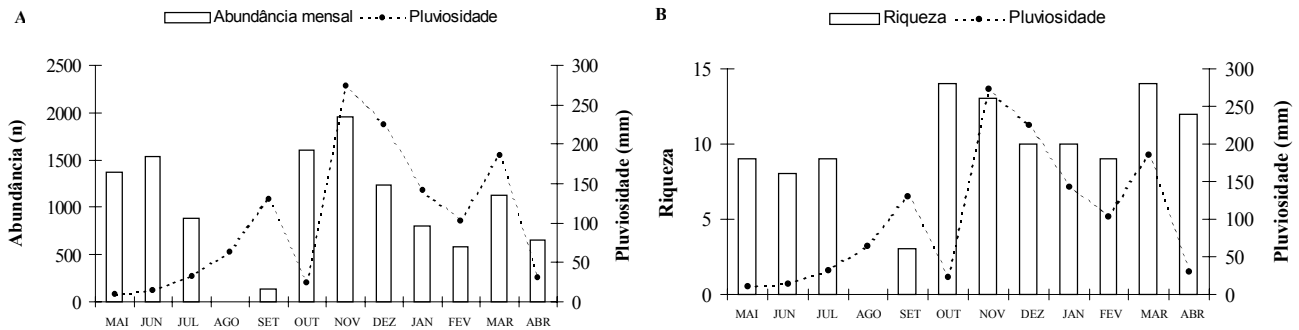 A
Abundância mensal Pluviosidade
Abundância (n)
2500
2000
1500
1000
500
0
300
250
200
150
100
50
0
Pluviosidade (mm)
MAI JUN JUL AGO SET OUT NOV DEZ JAN FEV MAR ABR
B
Riqueza Pluviosidade
Riqueza
15
10
5
0
300
250
200
150
100
50
0
Pluviosidade (mm)
MAI JUN JUL AGO SET OUT NOV DEZ JAN FEV MAR ABR